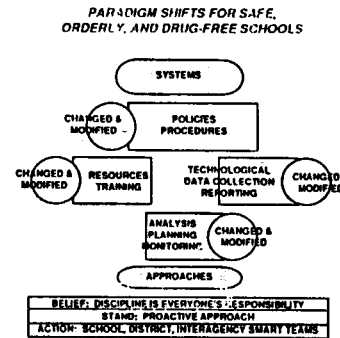 PARADIGM SHIFTS FOR SAFE,
ORDERLY, AND DRUG-FREE SCHOOLS
SYSTEMS
CHANGED &
MODIFIED
POLICIES
PROCEDURES
CHANGED &
MODIFIED
RESOURCES
TRAINING
TECHNOLOGICAL
DATA COLLECTION
REPORTING
CHANGED &
MODIFIED
ANALYSIS
PLANNING
MONITORING
CHANGED &
MODIFIED
APPROACHES
BELIEF: DISCIPLINE IS EVERYONE'S RESPONSIBILITY
STAND: PROACTIVE APPROACH
ACTION: SCHOOL, DISTRICT, INTERAGENCY SMART TEAMS